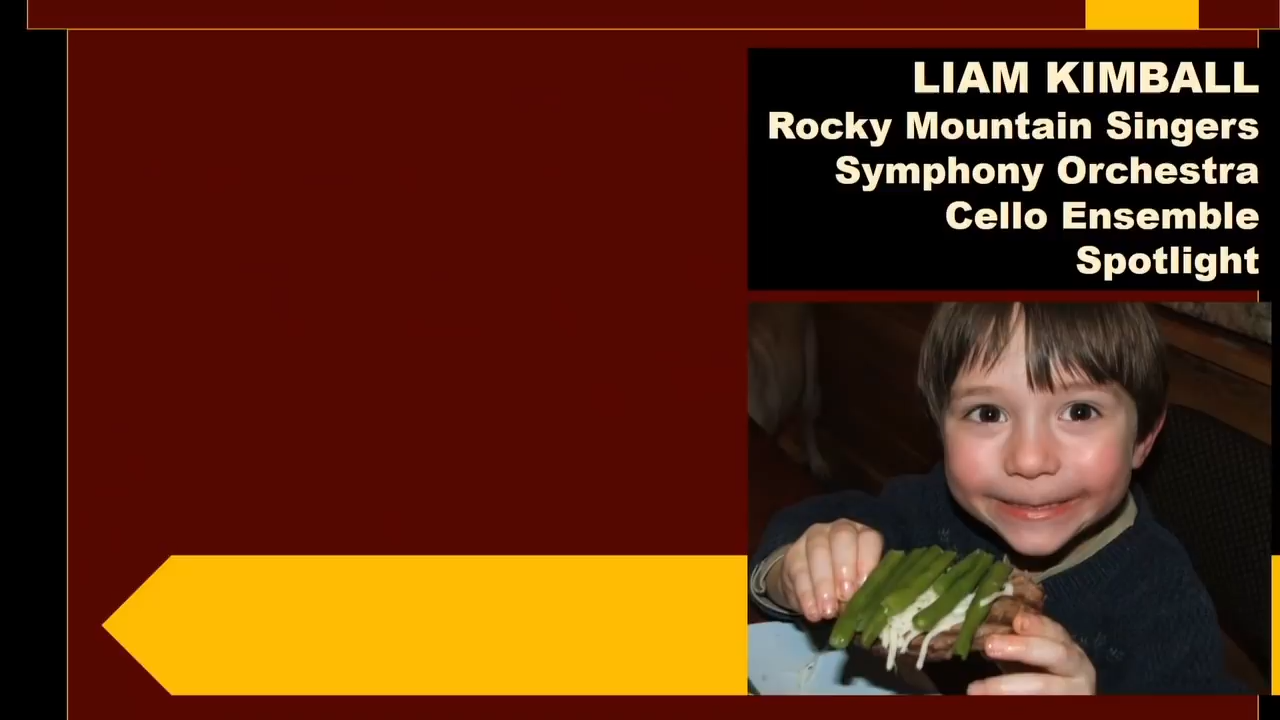 LIAM KIMBALL
Rocky Mountain Singers
Symphony Orchestra
Cello Ensemble
Spotlight